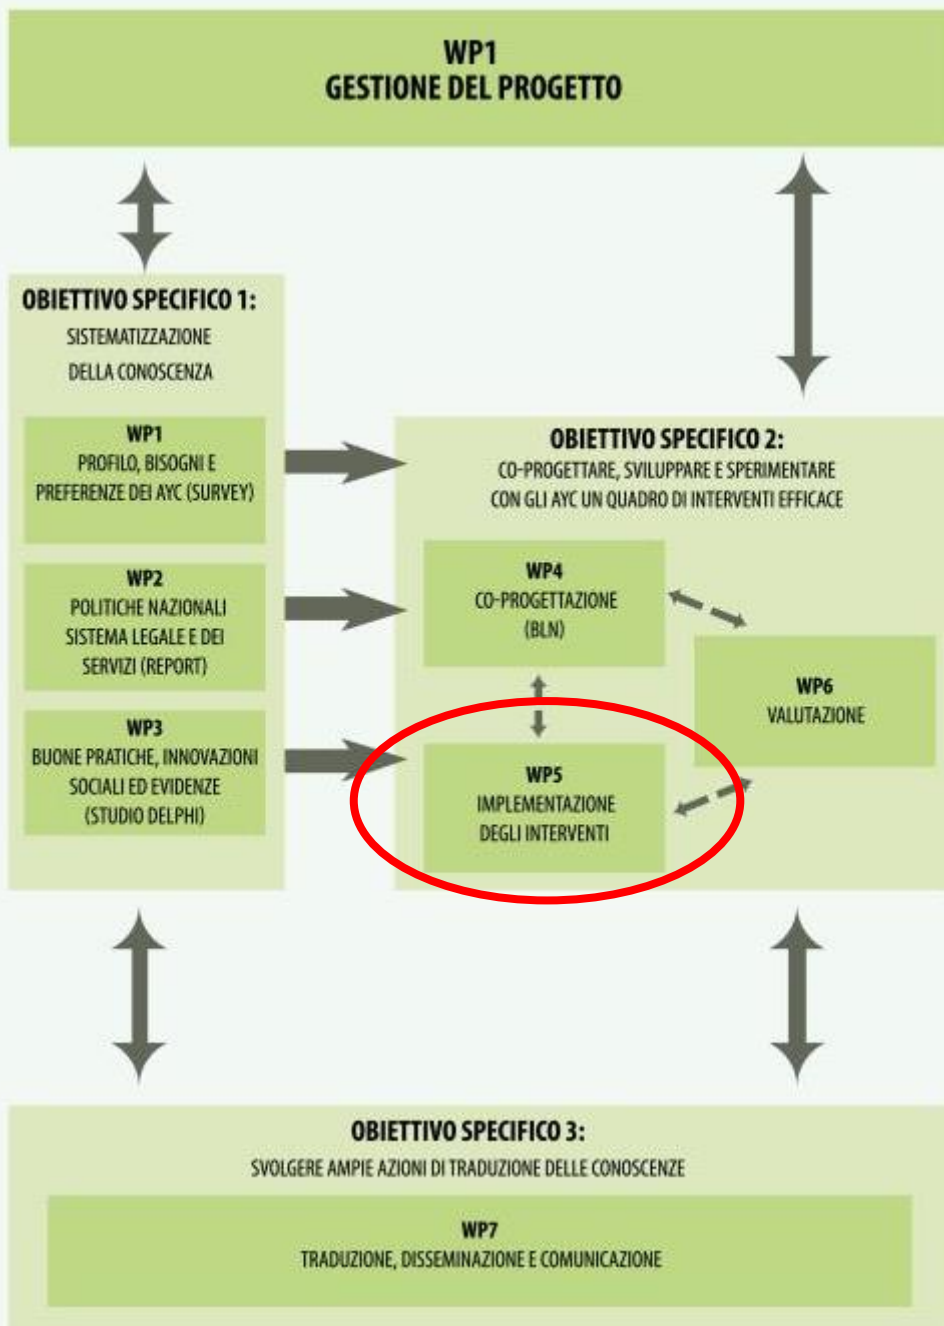 WP1
GESTIONE DEL PROGETTO
OBIETTIVO SPECIFICO 1:
SISTEMATIZZAZIONE
DELLA CONOSCENZA
WP1
PROFILO, BISOGNI E
PREFERENZE DEI AYC (SURVEY)
WP2
POLITICHE NAZIONALI
SISTEMA LEGALE E DEI
SERVIZI (REPORT)
WP3
BUONE PRATICHE, INNOVAZIONI
SOCIALI ED EVIDENZE
(STUDIO DELPHI)
OBIETTIVO SPECIFICO 2:
CO-PROGETTARE, SVILUPPARE E SPERIMENTARE
CON GLI AYC UN QUADRO DI INTERVENTI EFFICACE
WP4
CO-PROGETTAZIONE
(BLN)
WP5
IMPLEMENTAZIONE
DEGLI INTERVENTI
WP6
VALUTAZIONE
OBIETTIVO SPECIFICO 3:
SVOLGERE AMPIE AZIONI DI TRADUZIONE DELLE CONOSCENZE
WP7
TRADUZIONE, DISSEMINAZIONE E COMUNICAZIONE